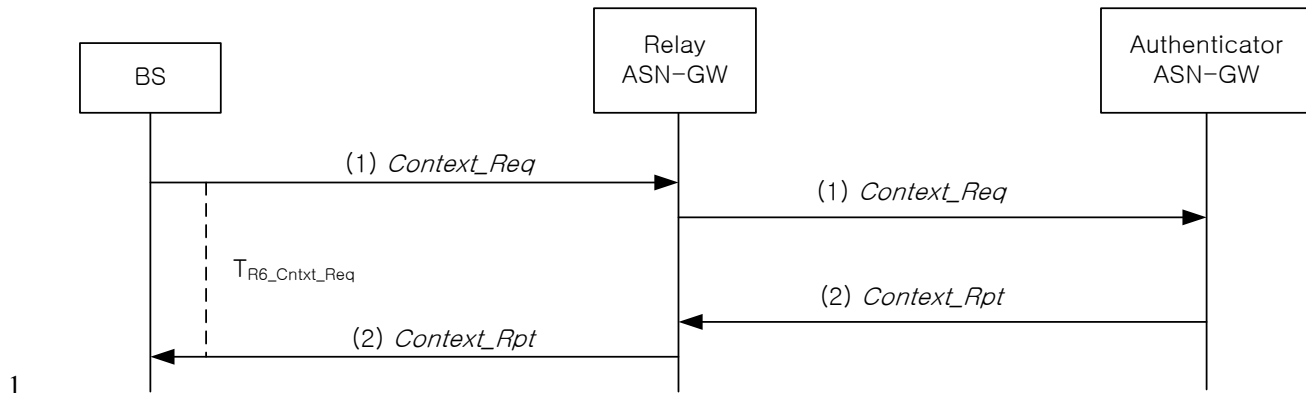 BS
Relay
ASN-GW
Authenticator
ASN-GW
(1) Context_Req
(1) Context_Req
TR6_Cntxt_Req
(2) Context_Rpt
(2) Context_Rpt
1